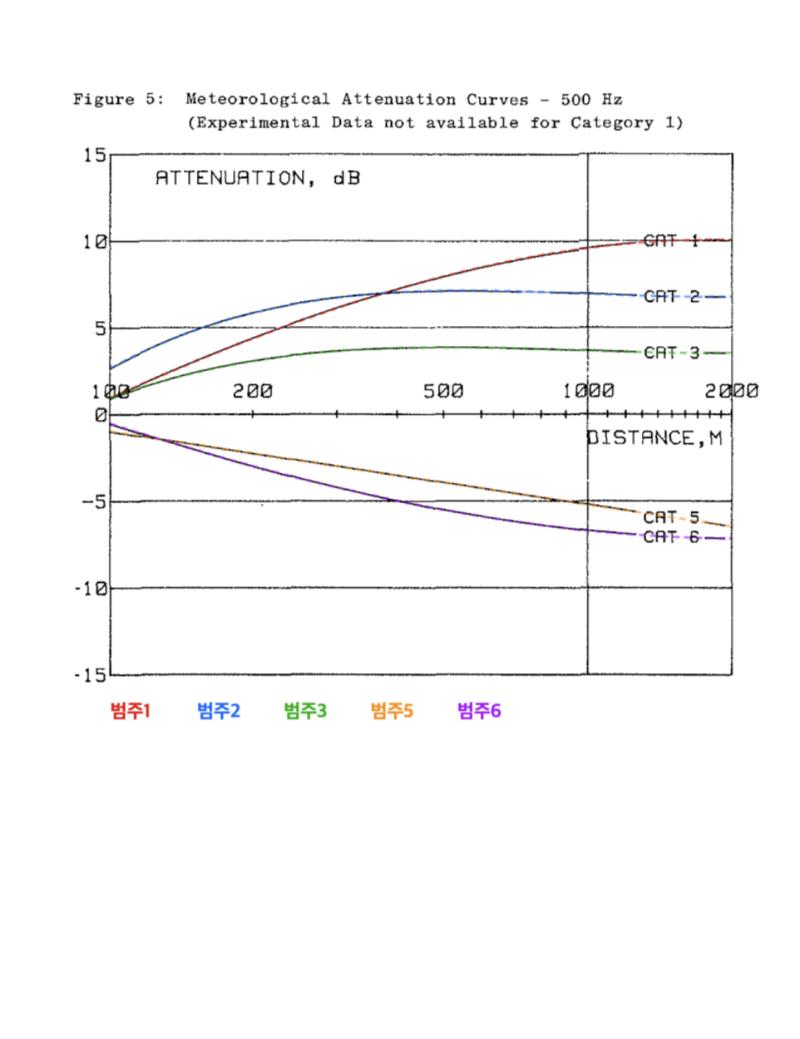 Figure 5: Meteorological Attenuation Curves - 500 Hz
(Experimental Data not available for Category 1)
15
ATTENUATION, dB
10
CAT 1
CAT 2
5
CAT 3
100 200 500 1000 2000
0
DISTANCE,M
-5
CAT 5
CAT 6
-10
-15
범주1 범주2 범주3 범주5 범주6